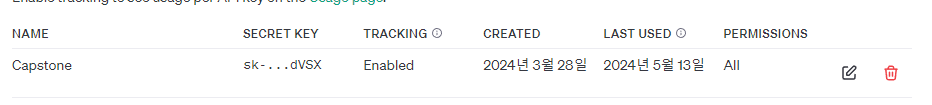 Enable tracking to see usage per API key on the Usage page.
NAME SECRET KEY TRACKING CREATED LAST USED PERMISSIONS
Capstone sk-...dVSX Enabled 2024년 3월 28일 2024년 5월 13일 All